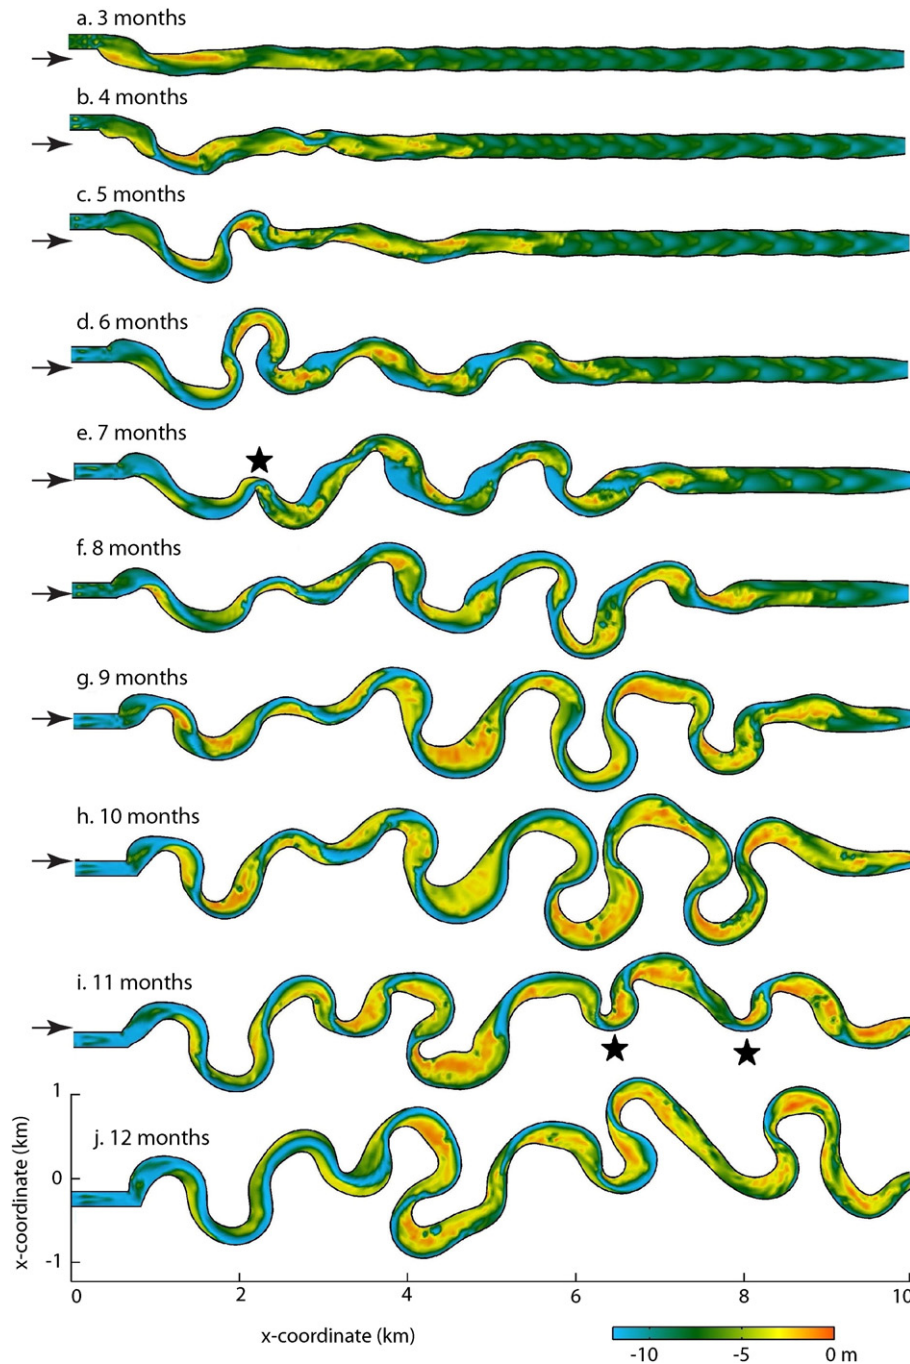 a. 3 months
b. 4 months
c. 5 months
d. 6 months
e. 7 months
f. 8 months
g. 9 months
h. 10 months
i. 11 months
j. 12 months
x-coordinate (km)
1
0
-1
0 2 4 6 8 10
x-coordinate (km)
-10 -5 0 m